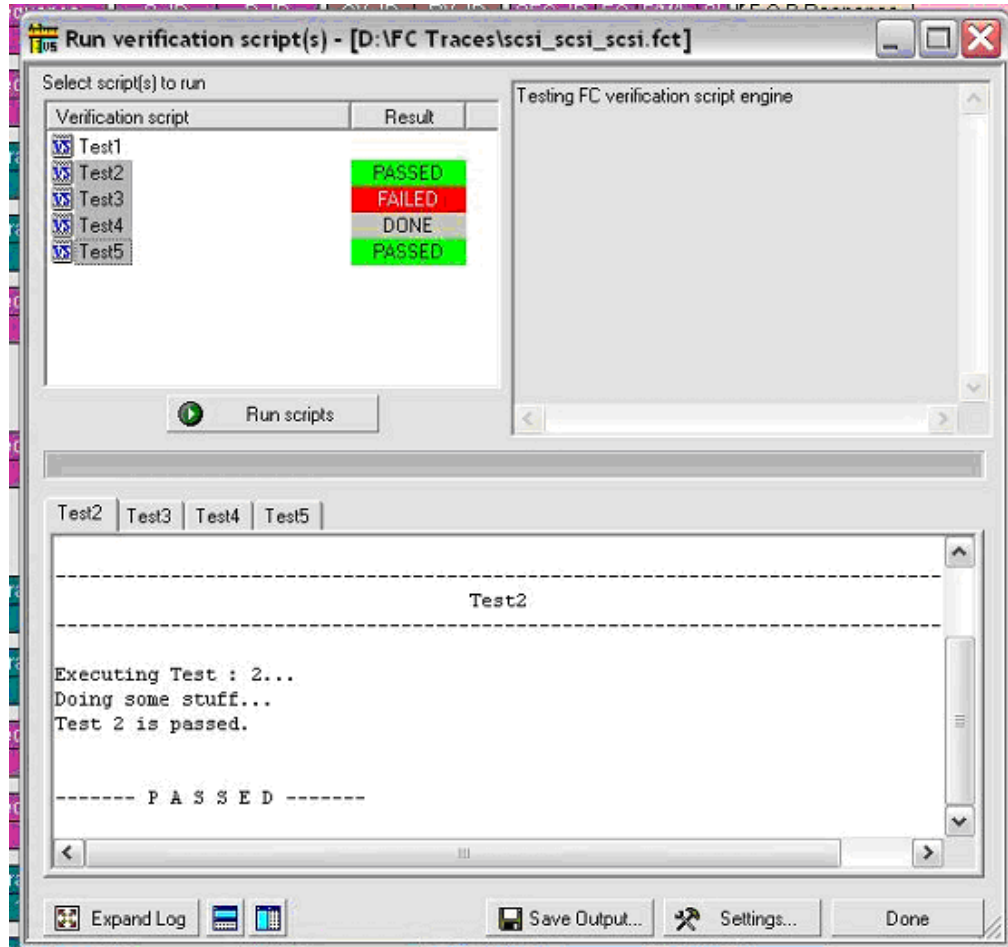 Run verification script(s) - [D:\FC Traces\scsi_scsi_scsi.fct]
Select script(s) to run
Verification script Result
Test1
Test2 PASSED
Test3 FAILED
Test4 DONE
Test5 PASSED
Testing FC verification script engine
Run scripts
Test2 Test3 Test4 Test5
--------------------------------------------------------------------------------
Test2
--------------------------------------------------------------------------------
Executing Test : 2...
Doing some stuff...
Test 2 is passed.
------- P A S S E D -------
Expand Log Save Output... Settings... Done